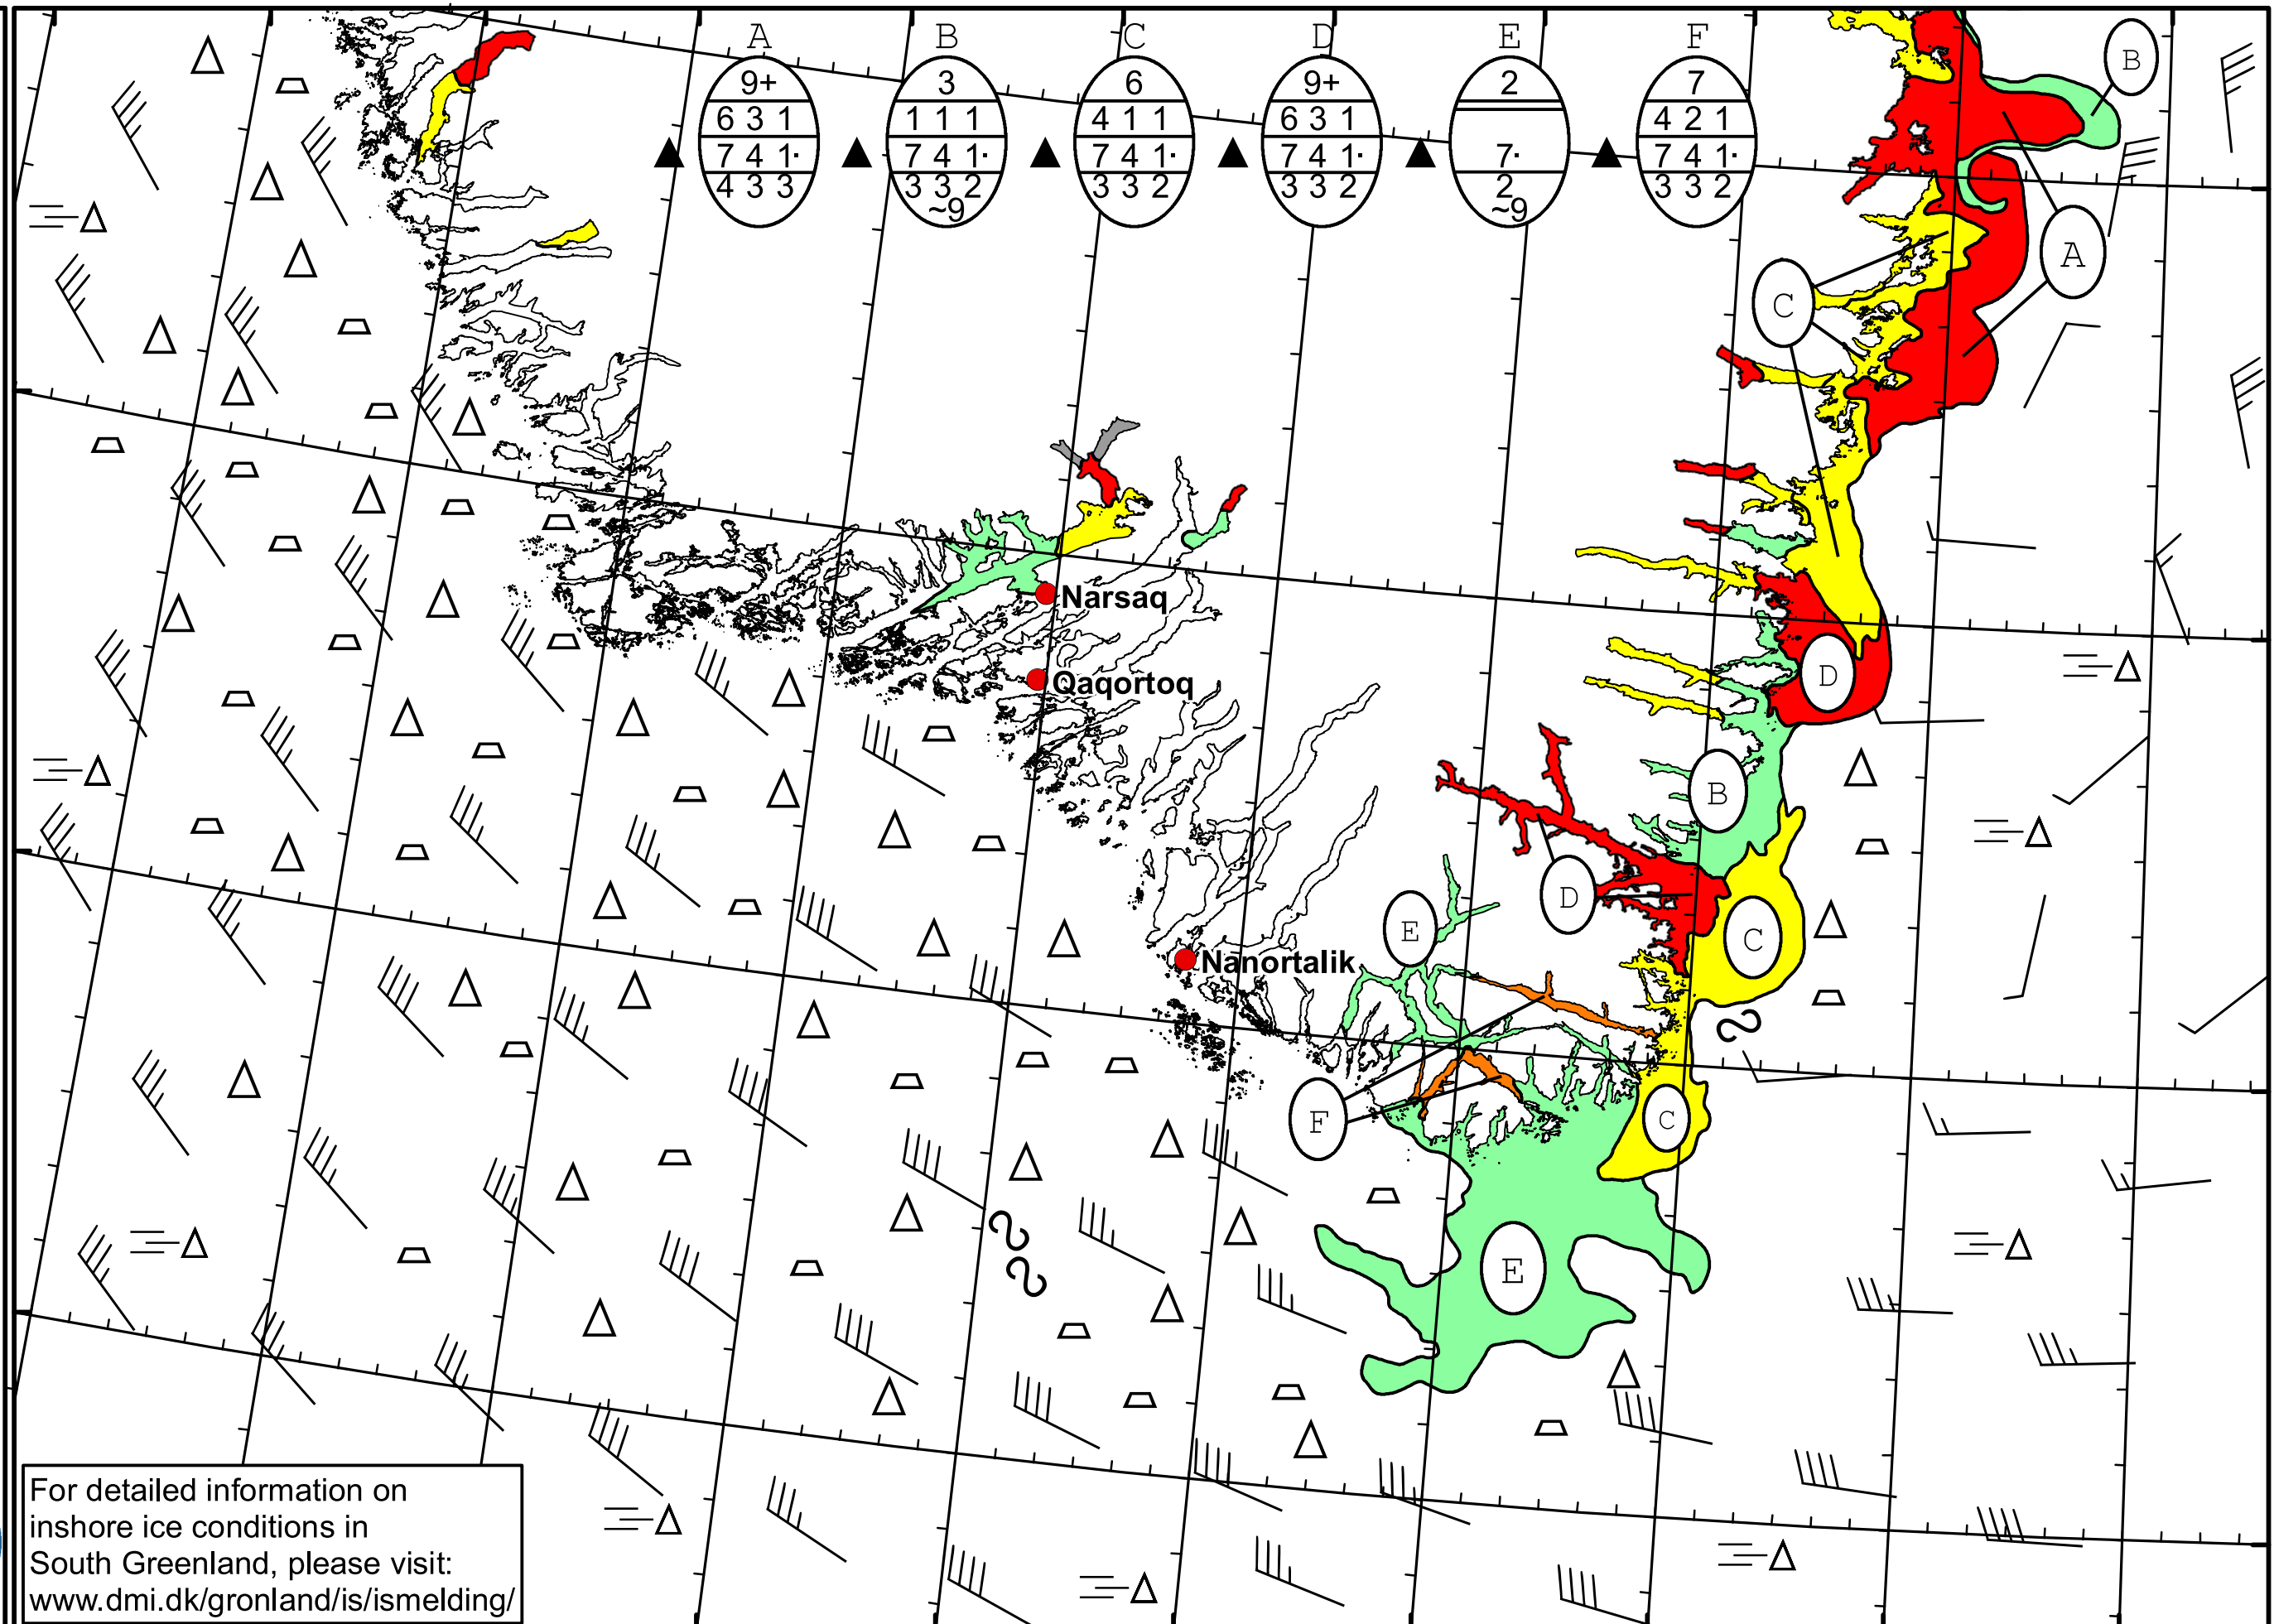 A B C D E F
9+ 3 6 9+ 2 7
6 3 1 1 1 1 4 1 1 6 3 1 4 2 1
7 4 1· 7 4 1· 7 4 1· 7 4 1· 7· 7 4 1·
4 3 3 3 3 2 3 3 2 3 3 2 2 3 3 2
~9 ~9
B
A
C
Narsaq
D
Qaqortoq
B
D
E
C
Nanortalik
F
C
E
For detailed information on
inshore ice conditions in
South Greenland, please visit:
www.dmi.dk/gronland/is/ismelding/